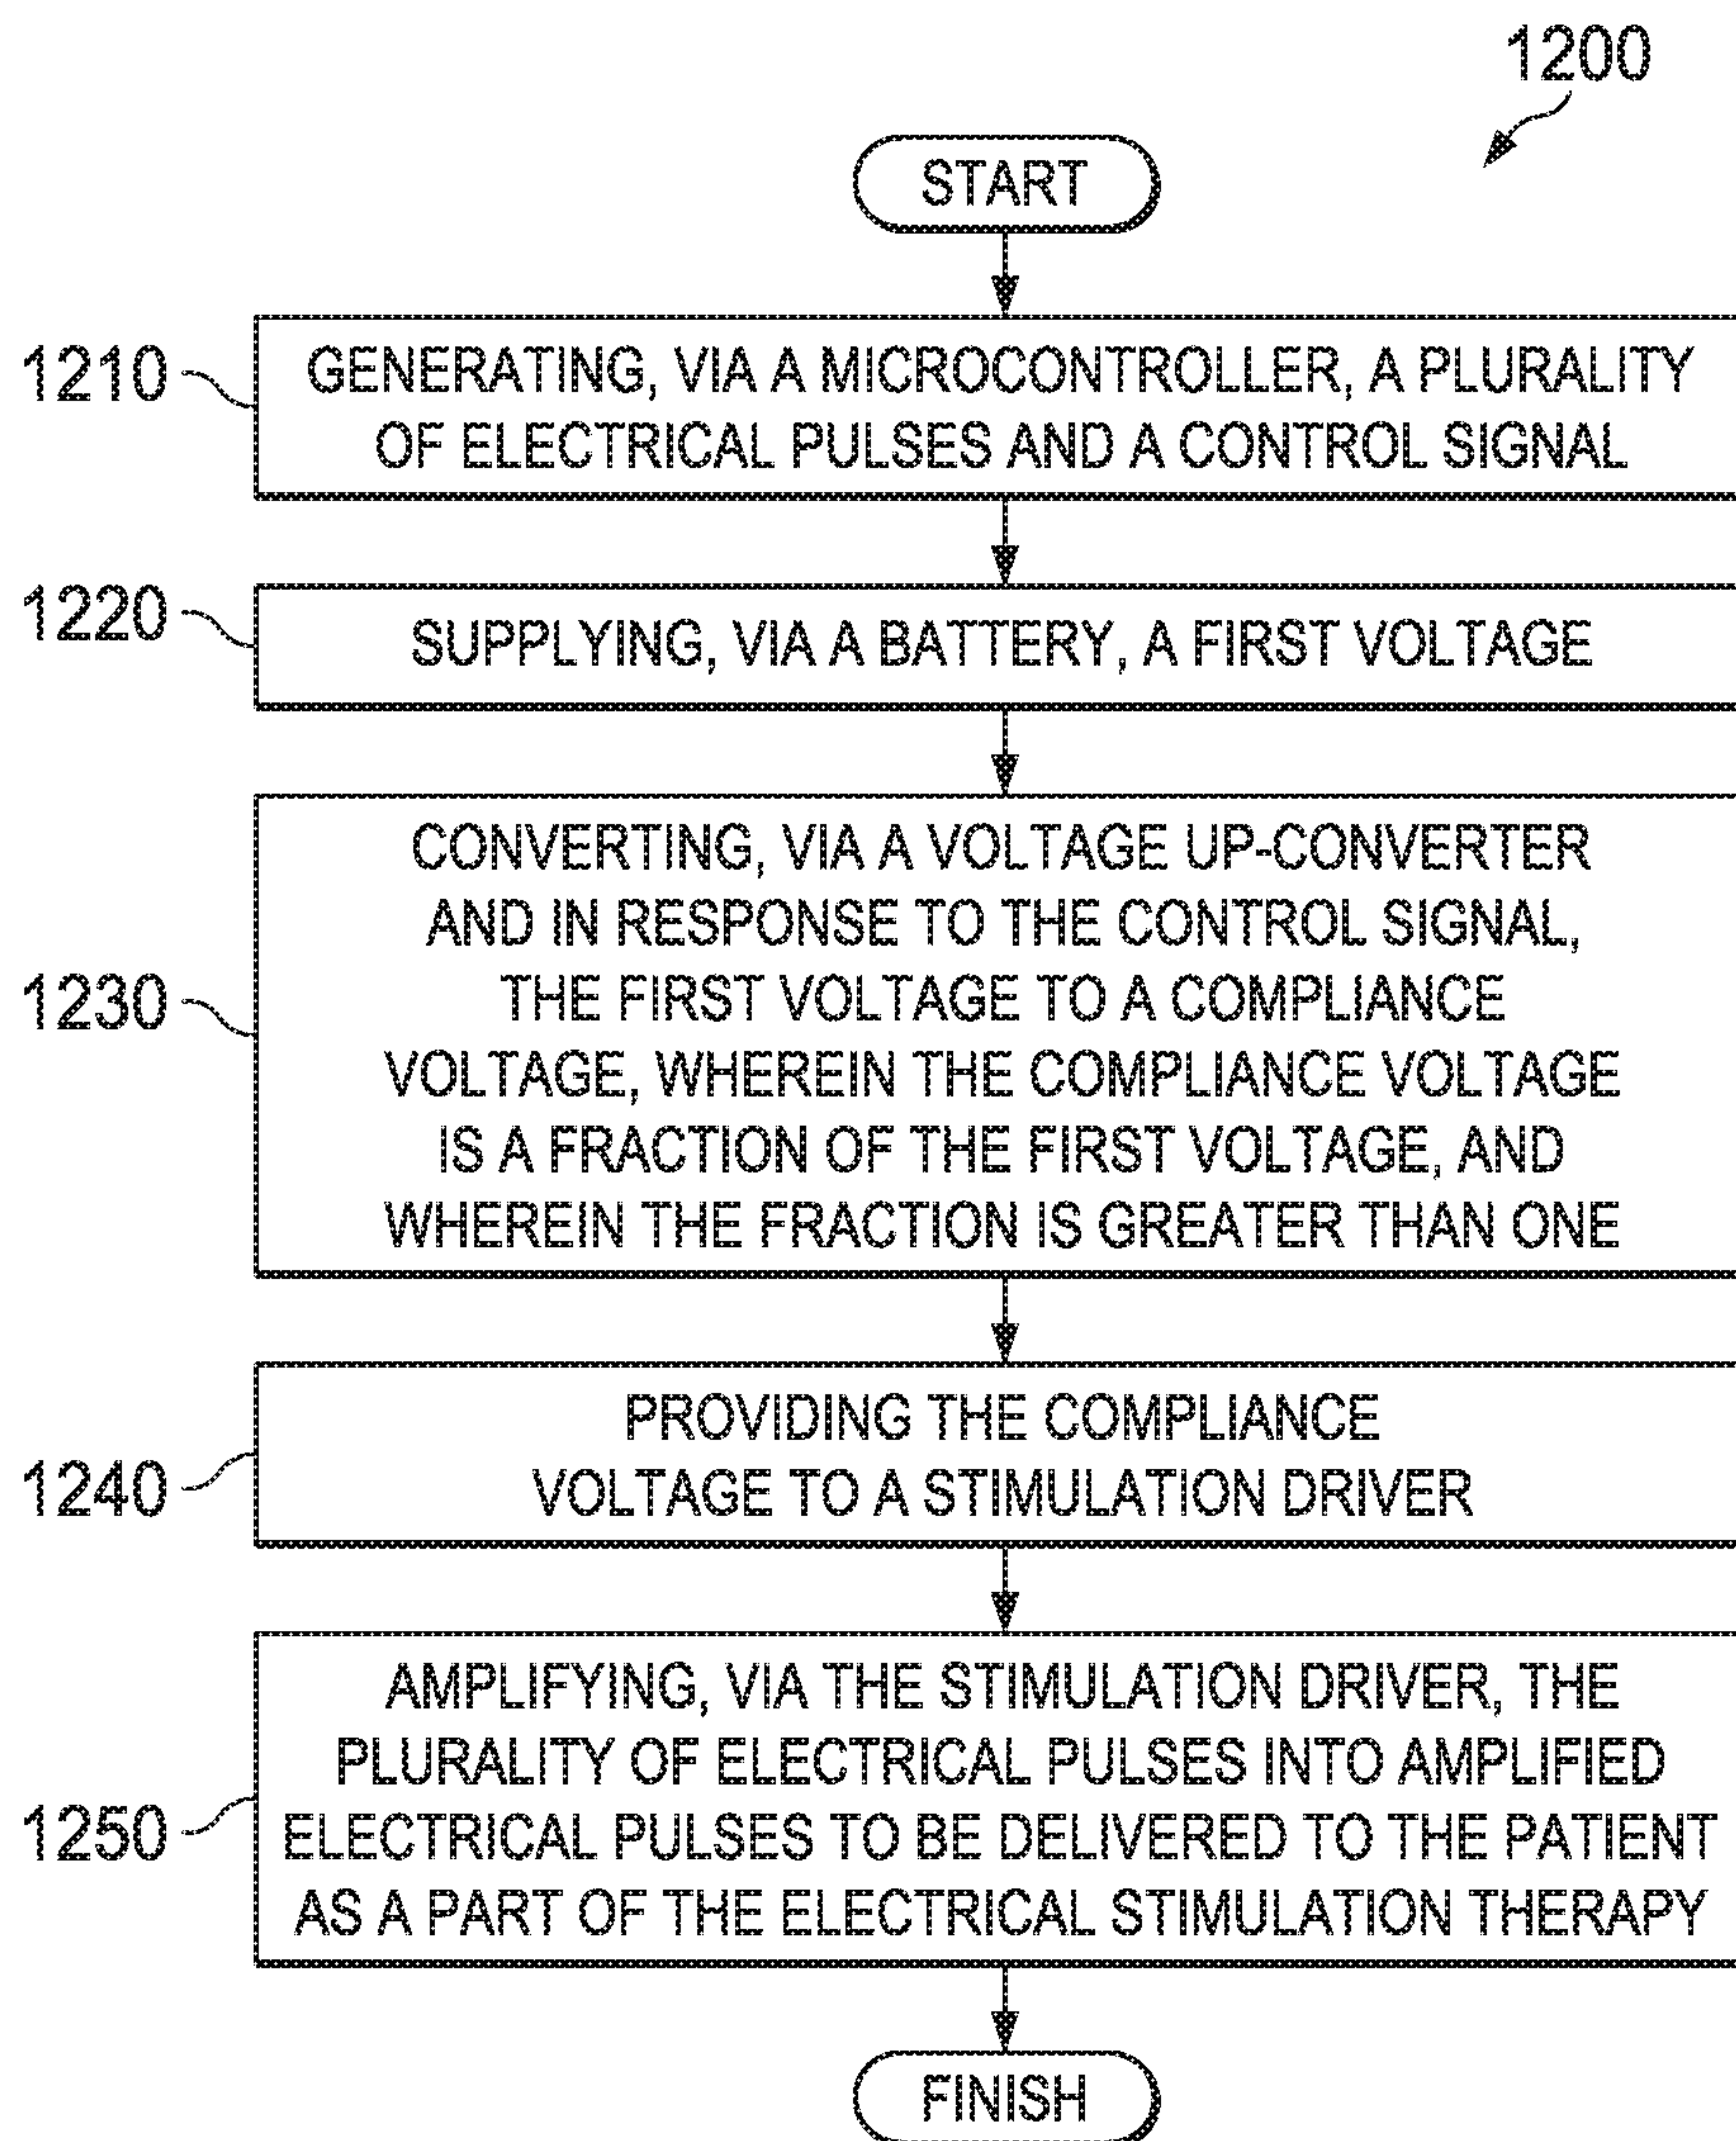 1200
START
1210
GENERATING, VIA A MICROCONTROLLER, A PLURALITY
OF ELECTRICAL PULSES AND A CONTROL SIGNAL
1220
SUPPLYING, VIA A BATTERY, A FIRST VOLTAGE
1230
CONVERTING, VIA A VOLTAGE UP-CONVERTER
AND IN RESPONSE TO THE CONTROL SIGNAL,
THE FIRST VOLTAGE TO A COMPLIANCE
VOLTAGE, WHEREIN THE COMPLIANCE VOLTAGE
IS A FRACTION OF THE FIRST VOLTAGE, AND
WHEREIN THE FRACTION IS GREATER THAN ONE
1240
PROVIDING THE COMPLIANCE
VOLTAGE TO A STIMULATION DRIVER
1250
AMPLIFYING, VIA THE STIMULATION DRIVER, THE
PLURALITY OF ELECTRICAL PULSES INTO AMPLIFIED
ELECTRICAL PULSES TO BE DELIVERED TO THE PATIENT
AS A PART OF THE ELECTRICAL STIMULATION THERAPY
FINISH